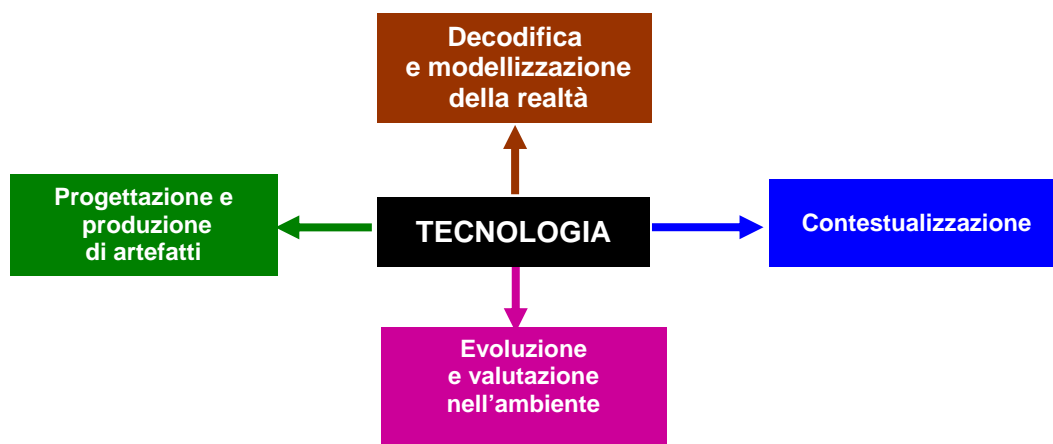 Decodifica
e modellizzazione
della realtà
Progettazione e
produzione
di artefatti
TECNOLOGIA
Contestualizzazione
Evoluzione
e valutazione
nell'ambiente